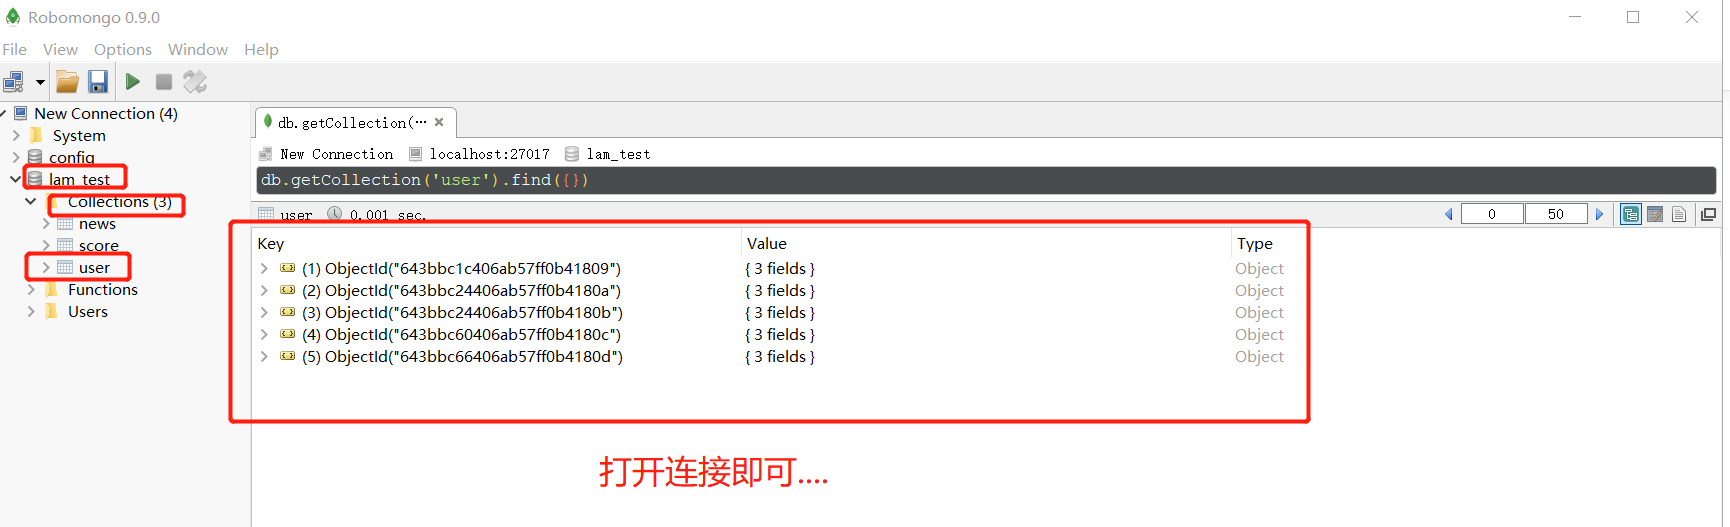 Robomongo 0.9.0
File View Options Window Help
New Connection (4)
System
config
lam_test
Collections (3)
news
score
user
Functions
Users
db.getCollection(…
New Connection localhost:27017 lam_test
db.getCollection('user').find({})
user 0.001 sec.
0 50
Key Value Type
(1) ObjectId("643bbc1c406ab57ff0b41809") { 3 fields } Object
(2) ObjectId("643bbc24406ab57ff0b4180a") { 3 fields } Object
(3) ObjectId("643bbc24406ab57ff0b4180b") { 3 fields } Object
(4) ObjectId("643bbc60406ab57ff0b4180c") { 3 fields } Object
(5) ObjectId("643bbc66406ab57ff0b4180d") { 3 fields } Object
打开连接即可....